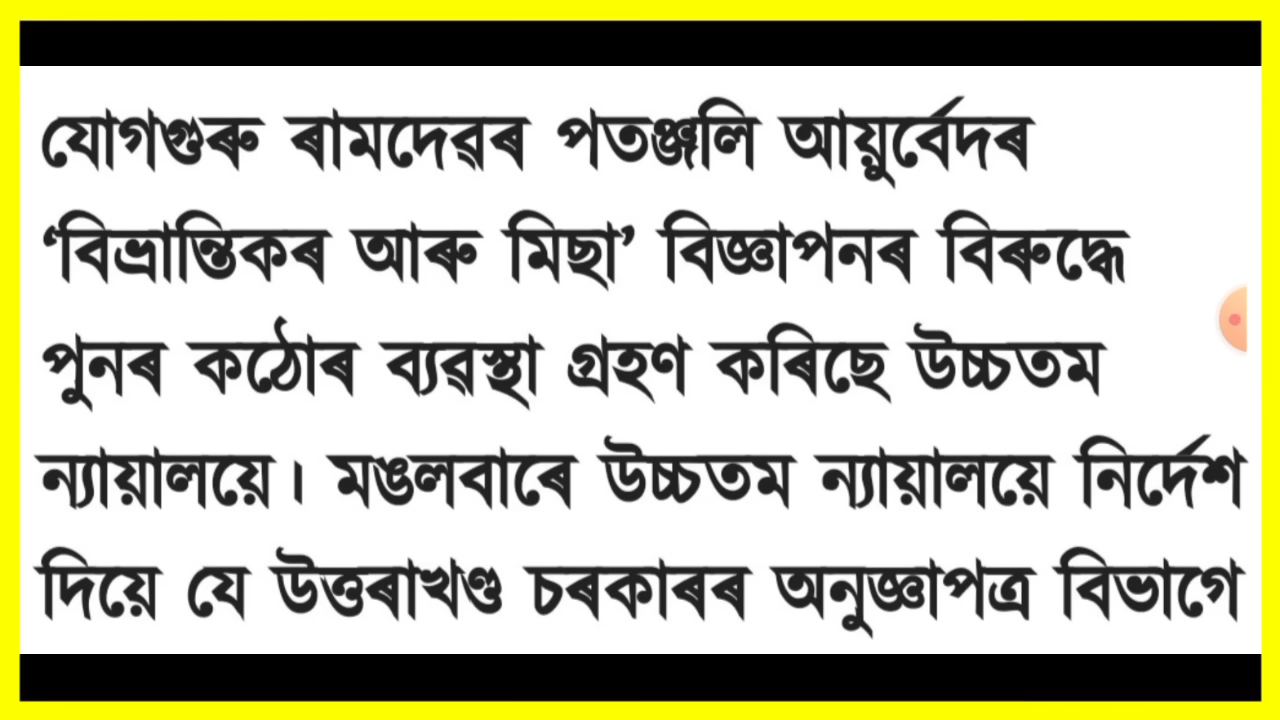 যোগগুৰু ৰামদেৱৰ পতঞ্জলি আয়ুৰ্বেদৰ
‘বিভ্ৰান্তিকৰ আৰু মিছা’ বিজ্ঞাপনৰ বিৰুদ্ধে
পুনৰ কঠোৰ ব্যৱস্থা গ্ৰহণ কৰিছে উচ্চতম
ন্যায়ালয়ে। মঙলবাৰে উচ্চতম ন্যায়ালয়ে নিৰ্দেশ
দিয়ে যে উত্তৰাখণ্ড চৰকাৰৰ অনুজ্ঞাপত্ৰ বিভাগে